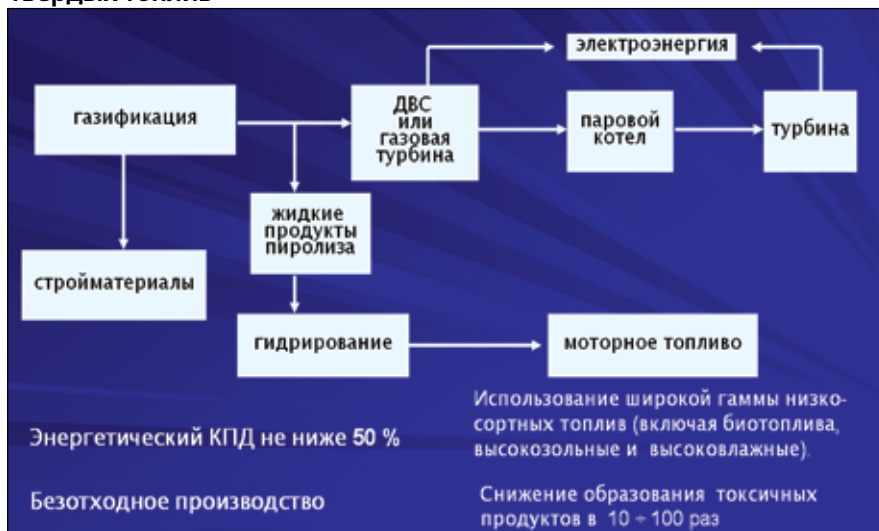 твердых топлив
электроэнергия
газификация
ДВС
или
газовая
турбина
паровой
котел
турбина
жидкие
продукты
пиролиза
стройматериалы
гидрирование
моторное топливо
Использование широкой гаммы низко-
сортных топлив (включая биотоплива,
высокозольные и высоковлажные).
Энергетический КПД не ниже 50 %
Безотходное производство
Снижение образования токсичных
продуктов в 10 ÷ 100 раз